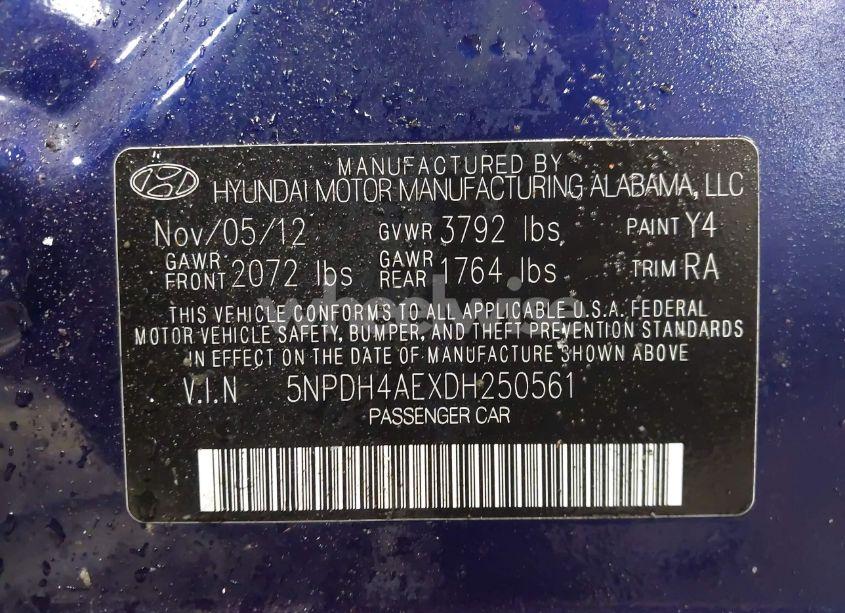 MANUFACTURED BY
HYUNDAI MOTOR MANUFACTURING ALABAMA, LLC
Nov/05/12 GVWR 3792 lbs PAINT Y4
GAWR FRONT 2072 lbs GAWR REAR 1764 lbs TRIM RA
THIS VEHICLE CONFORMS TO ALL APPLICABLE U.S.A. FEDERAL
MOTOR VEHICLE SAFETY, BUMPER, AND THEFT PREVENTION STANDARDS
IN EFFECT ON THE DATE OF MANUFACTURE SHOWN ABOVE
V.I.N 5NPDH4AEXDH250561
PASSENGER CAR